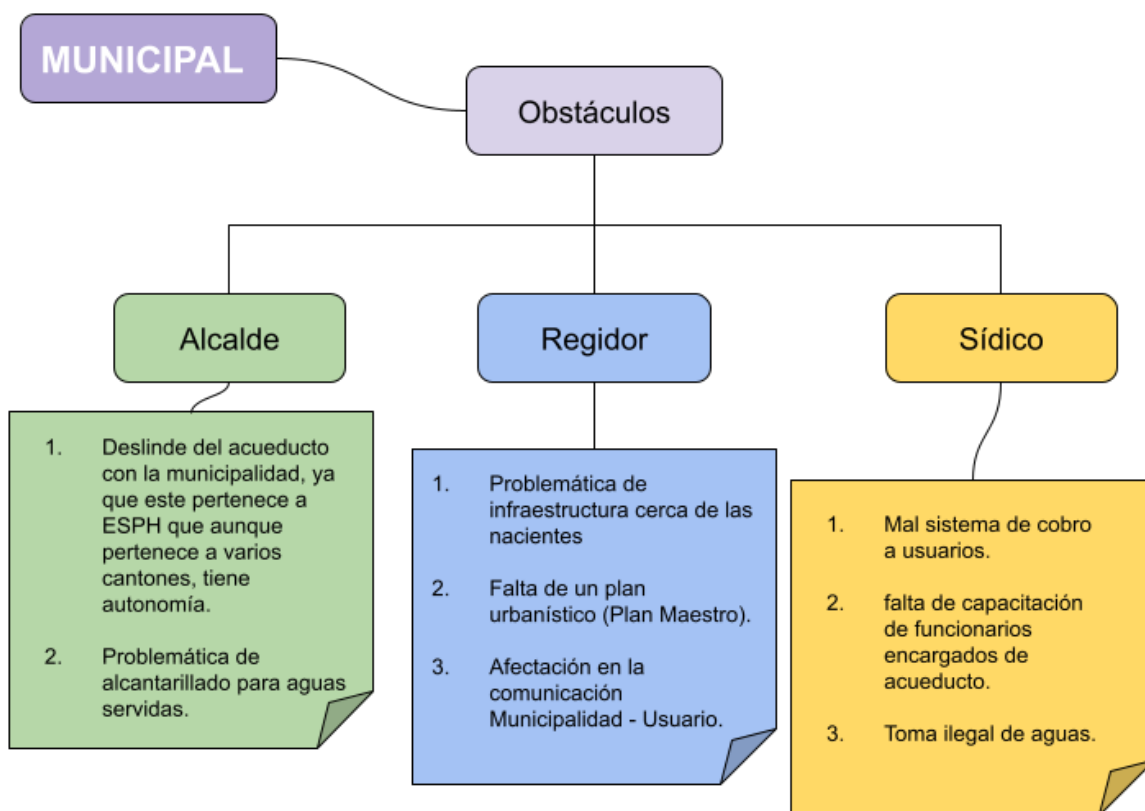 MUNICIPAL
Obstáculos
Alcalde
Regidor
Sídico
1. Deslinde del acueducto
con la municipalidad, ya
que este pertenece a
ESPH que aunque
pertenece a varios
cantones, tiene
autonomía.
2. Problemática de
alcantarillado para aguas
servidas.
1. Problemática de
infraestructura cerca de las
nacientes
2. Falta de un plan
urbanístico (Plan Maestro).
3. Afectación en la
comunicación
Municipalidad - Usuario.
1. Mal sistema de cobro
a usuarios.
2. falta de capacitación
de funcionarios
encargados de
acueducto.
3. Toma ilegal de aguas.